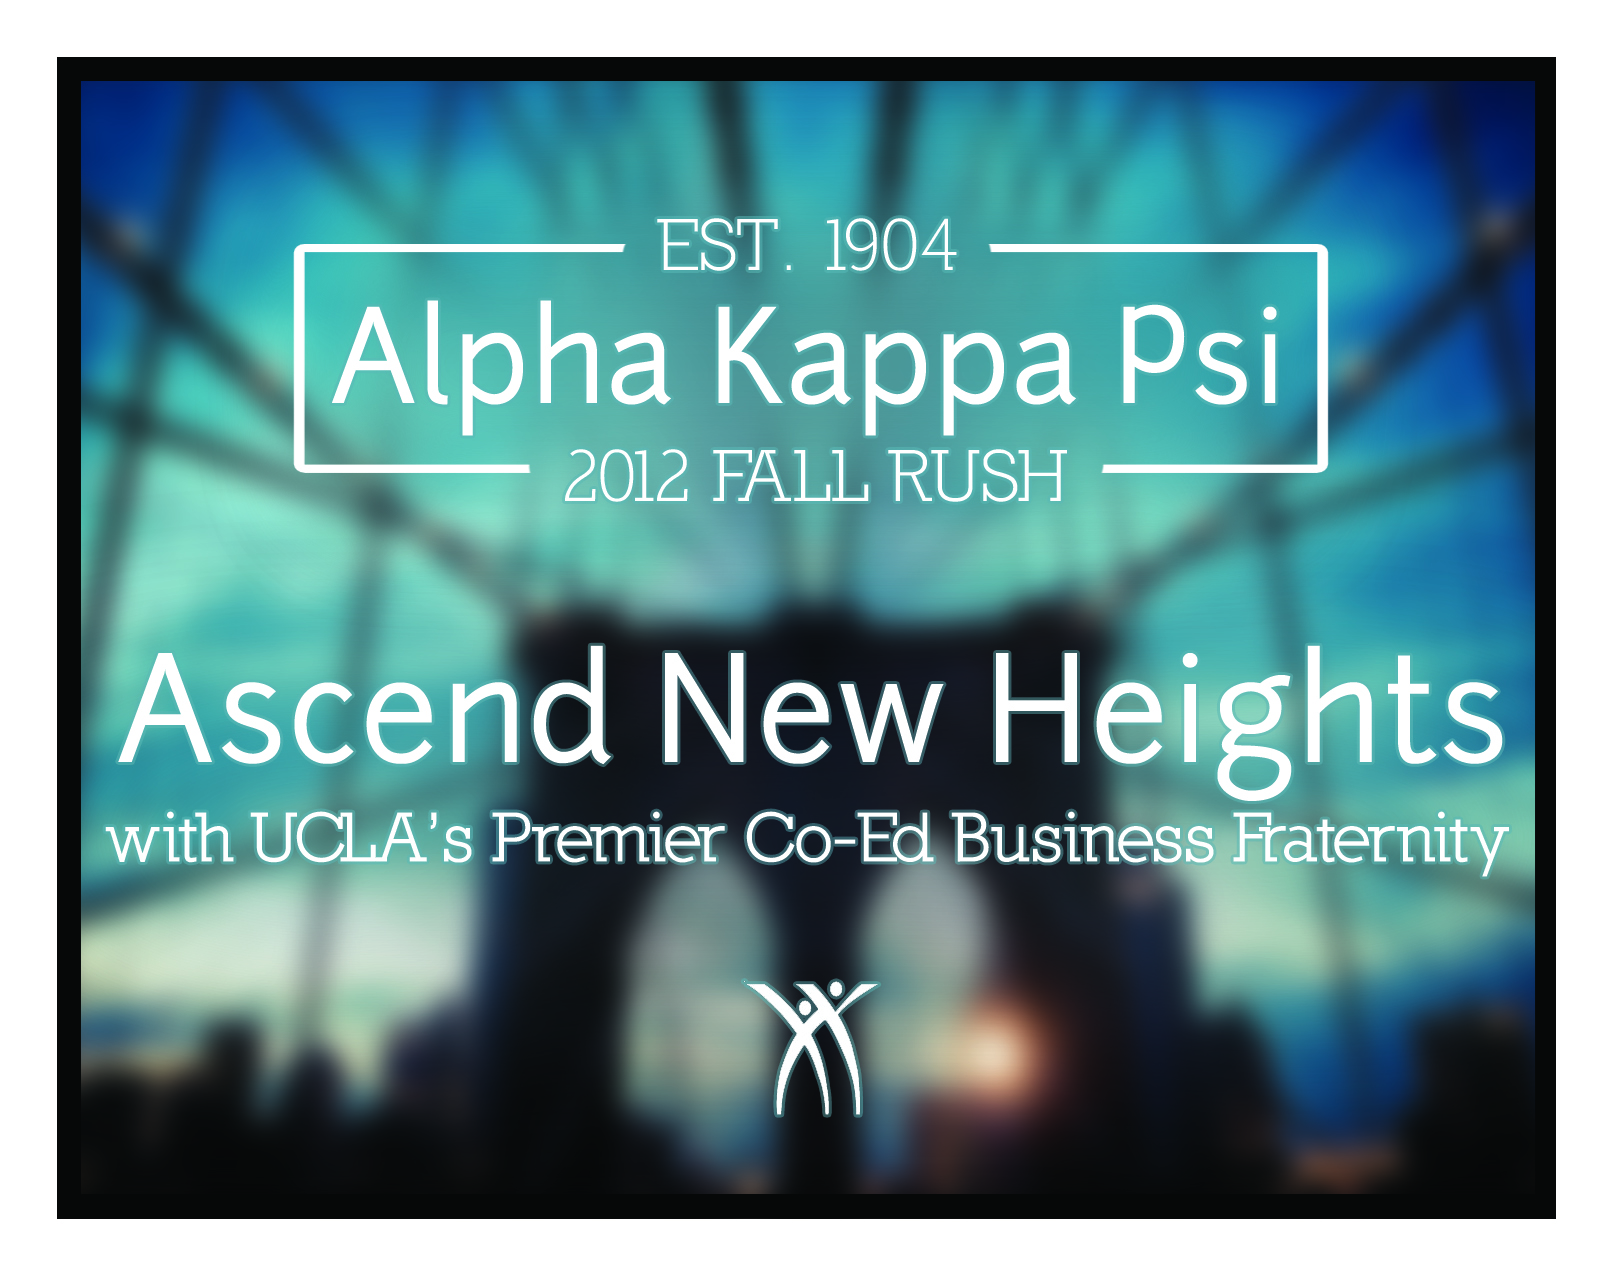 EST. 1904
Alpha Kappa Psi
2012 FALL RUSH
Ascend New Heights
with UCLA's Premier Co-Ed Business Fraternity